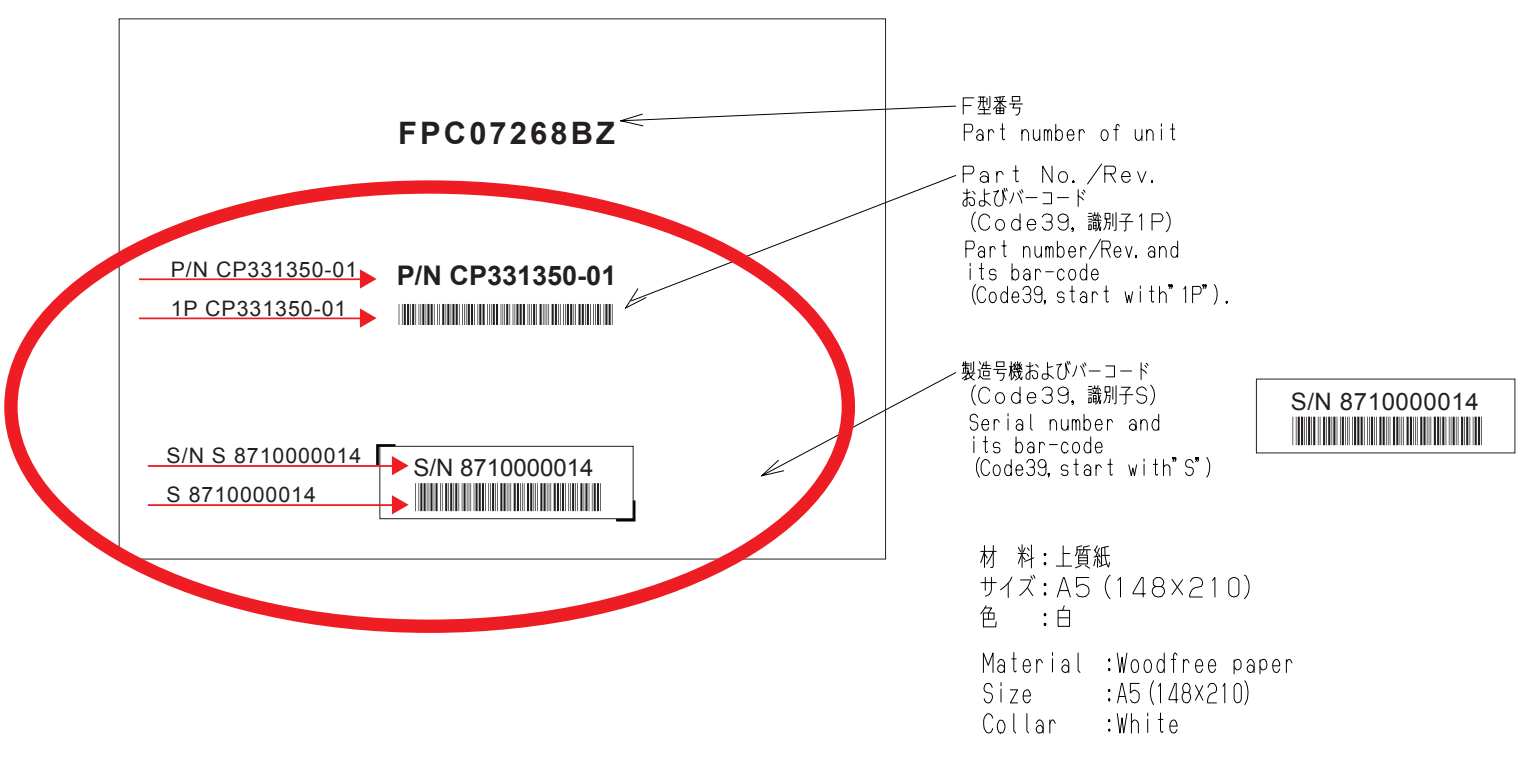 FPC07268BZ
F型番号
Part number of unit
Part No./Rev.
およびバーコード
(Code39, 識別子1P)
Part number/Rev. and
its bar-code
(Code39, start with"1P").
P/N CP331350-01
P/N CP331350-01
1P CP331350-01
製造号機およびバーコード
(Code39, 識別子S)
Serial number and
its bar-code
(Code39, start with"S")
S/N 8710000014
S/N S 8710000014
S/N 8710000014
S 8710000014
材 料:上質紙
サイズ:A5(148×210)
色 :白
Material :Woodfree paper
Size :A5(148×210)
Collar :White